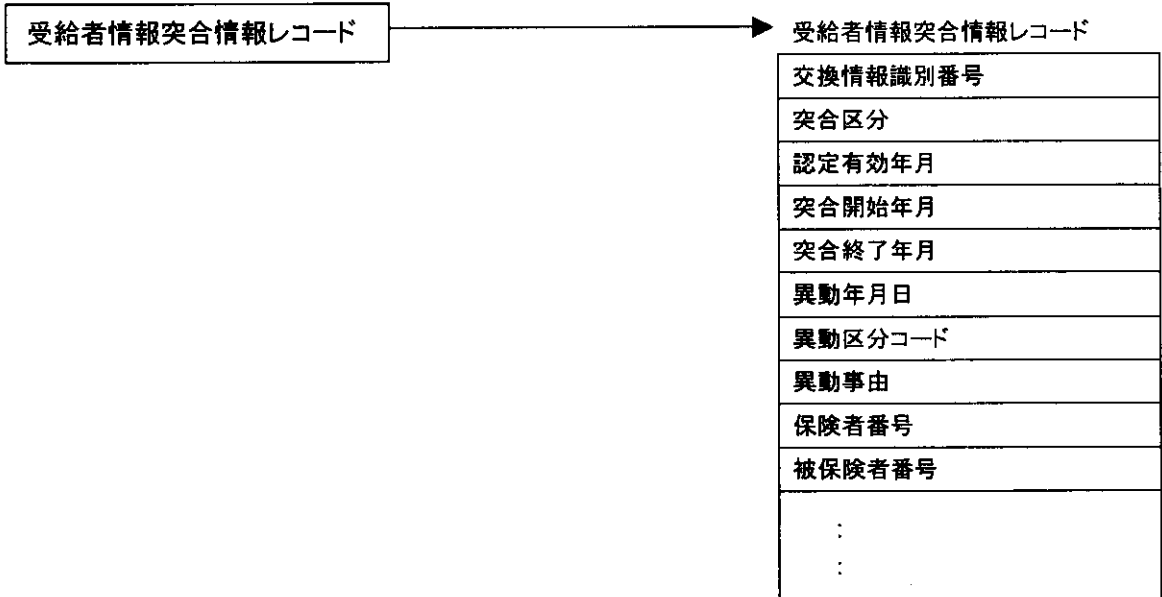 受給者情報突合情報レコード
受給者情報突合情報レコード
交換情報識別番号
突合区分
認定有効年月
突合開始年月
突合終了年月
異動年月日
異動区分コード
異動事由
保険者番号
被保険者番号
:
: